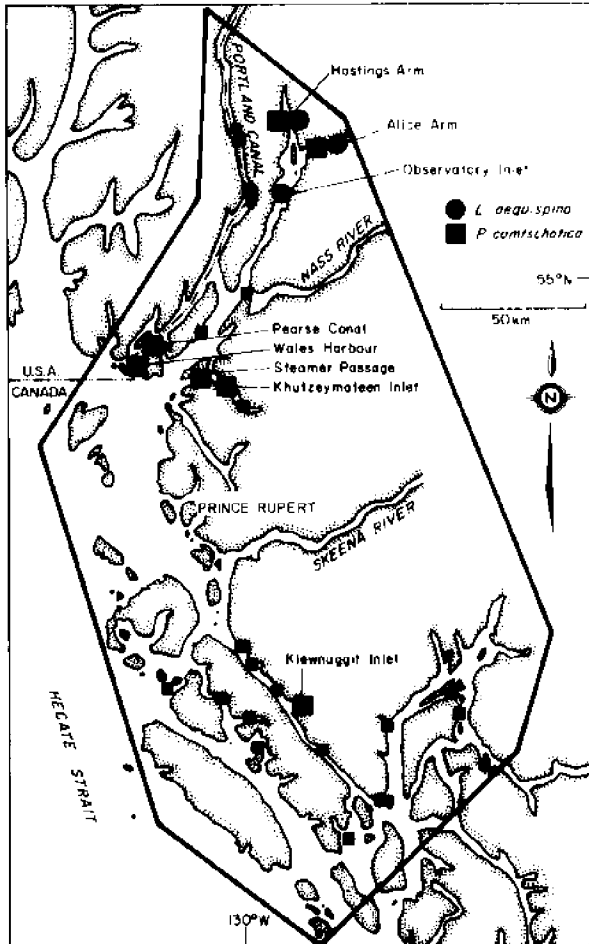 PORTLAND CANAL
Hastings Arm
Alice Arm
Observatory Inlet
L. aequispina
P. camtschatica
NASS RIVER
55°N
50km
Pearse Canal
Wales Harbour
Steamer Passage
Khutzeymateen Inlet
U.S.A.
CANADA
N
PRINCE RUPERT
SKEENA RIVER
Klewnuggit Inlet
HECATE STRAIT
130°W